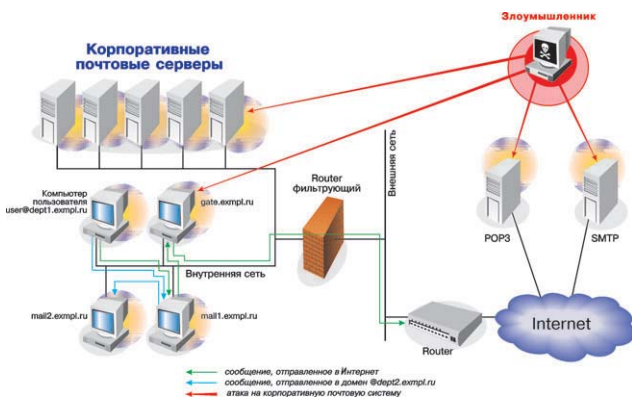 Злоумышленник
Корпоративные
почтовые серверы
Компьютер
пользователя
user@dept1.exmpl.ru
gate.exmpl.ru
Router
фильтрующий
Внешняя сеть
POP3
SMTP
Внутренняя сеть
mail2.exmpl.ru
mail1.exmpl.ru
Router
Internet
сообщение, отправленное в Интернет
сообщение, отправленное в домен @dept2.exmpl.ru
атака на корпоративную почтовую систему